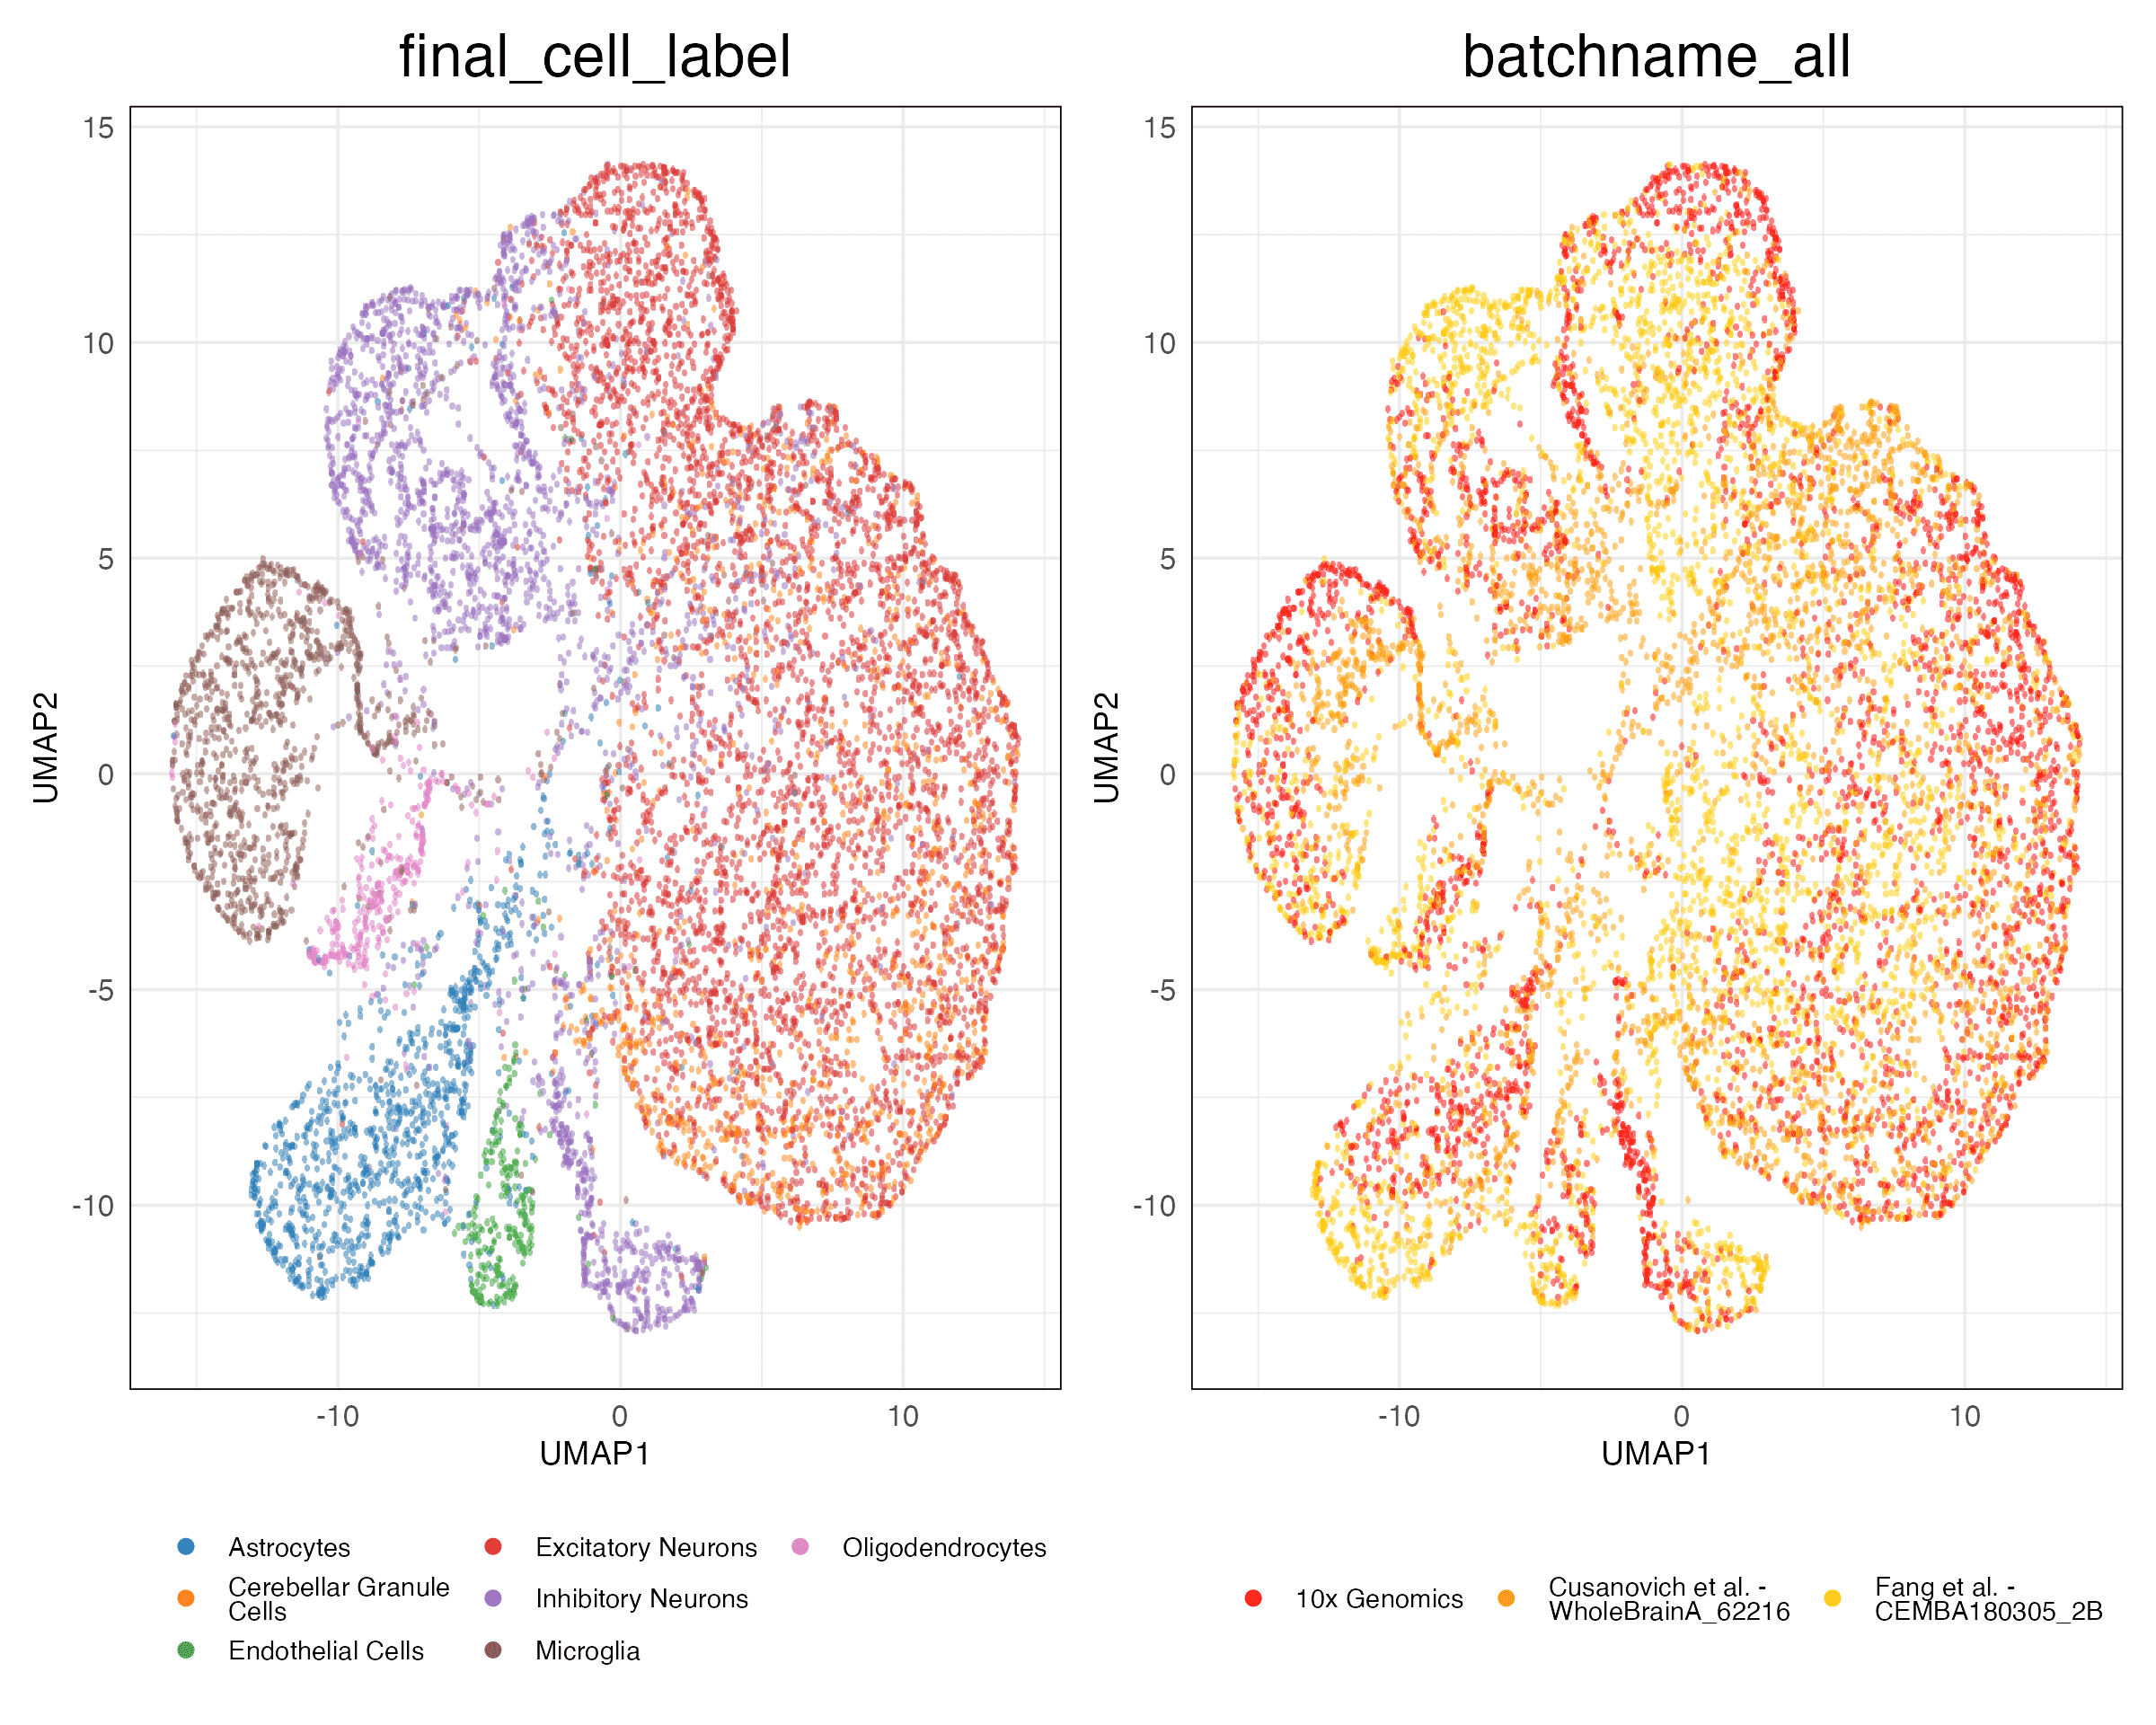 final_cell_label
batchname_all
15
10
5
0
-5
-10
UMAP2
-10
0
10
UMAP1
15
10
5
0
-5
-10
UMAP2
-10
0
10
UMAP1
Astrocytes
Cerebellar Granule
Cells
Endothelial Cells
Excitatory Neurons
Inhibitory Neurons
Microglia
Oligodendrocytes
10x Genomics
Cusanovich et al. -
WholeBrainA_62216
Fang et al. -
CEMBA180305_2B